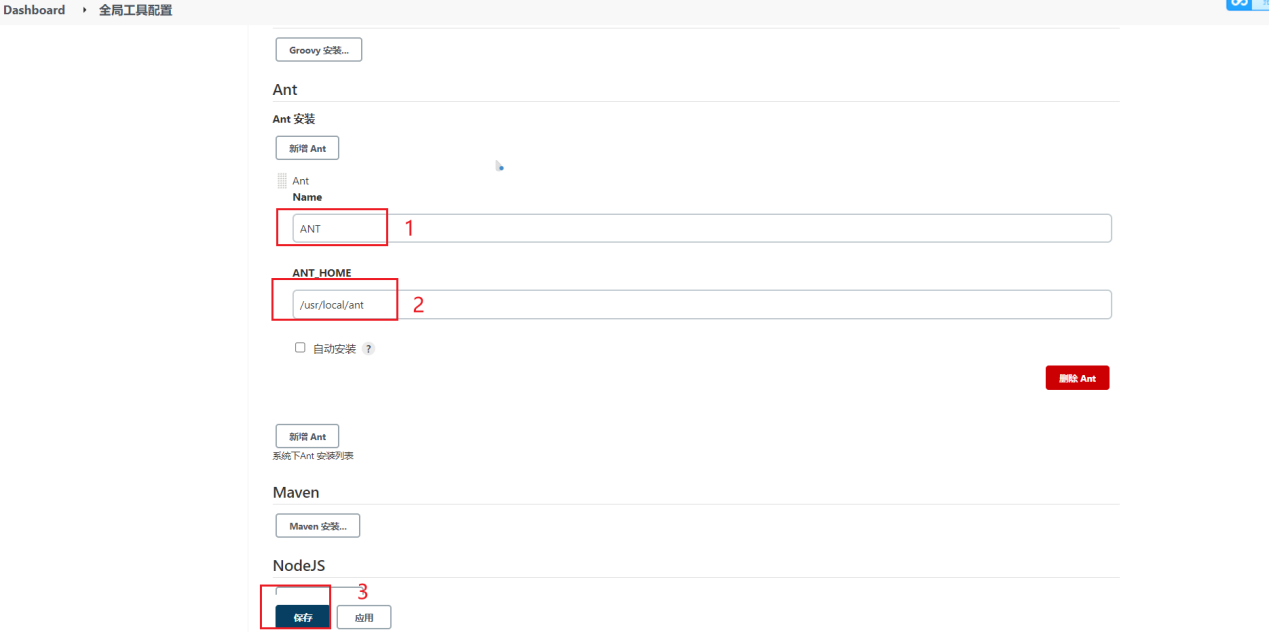 Dashboard 全局工具配置
Groovy 安装...
Ant
Ant 安装
新增 Ant
Ant
Name
ANT 1
ANT_HOME
/usr/local/ant 2
自动安装 ?
删除 Ant
新增 Ant
系统下Ant 安装列表
Maven
Maven 安装...
NodeJS
3
保存 应用